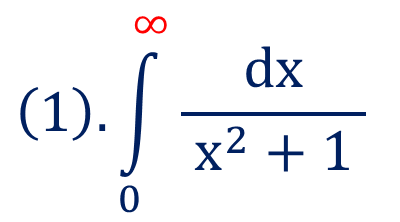 (1). ∫₀^∞ dx / (x² + 1)